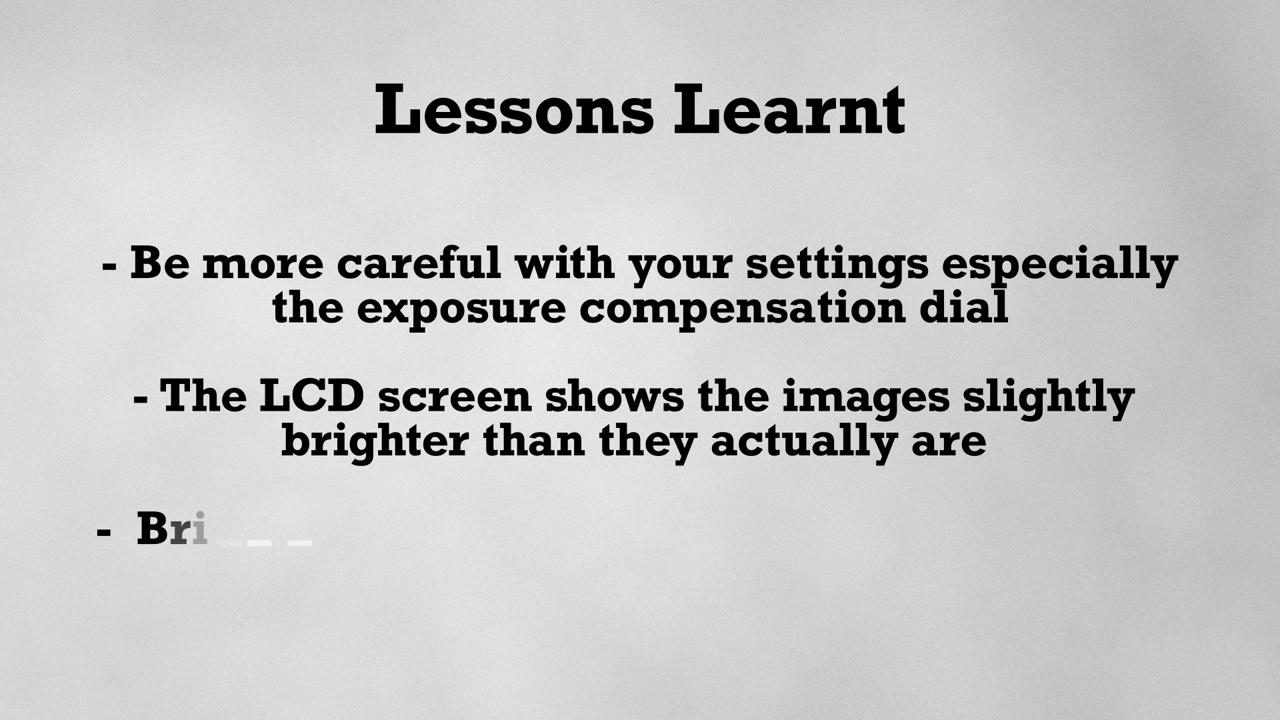 Lessons Learnt
- Be more careful with your settings especially
the exposure compensation dial
- The LCD screen shows the images slightly
brighter than they actually are
- Bri